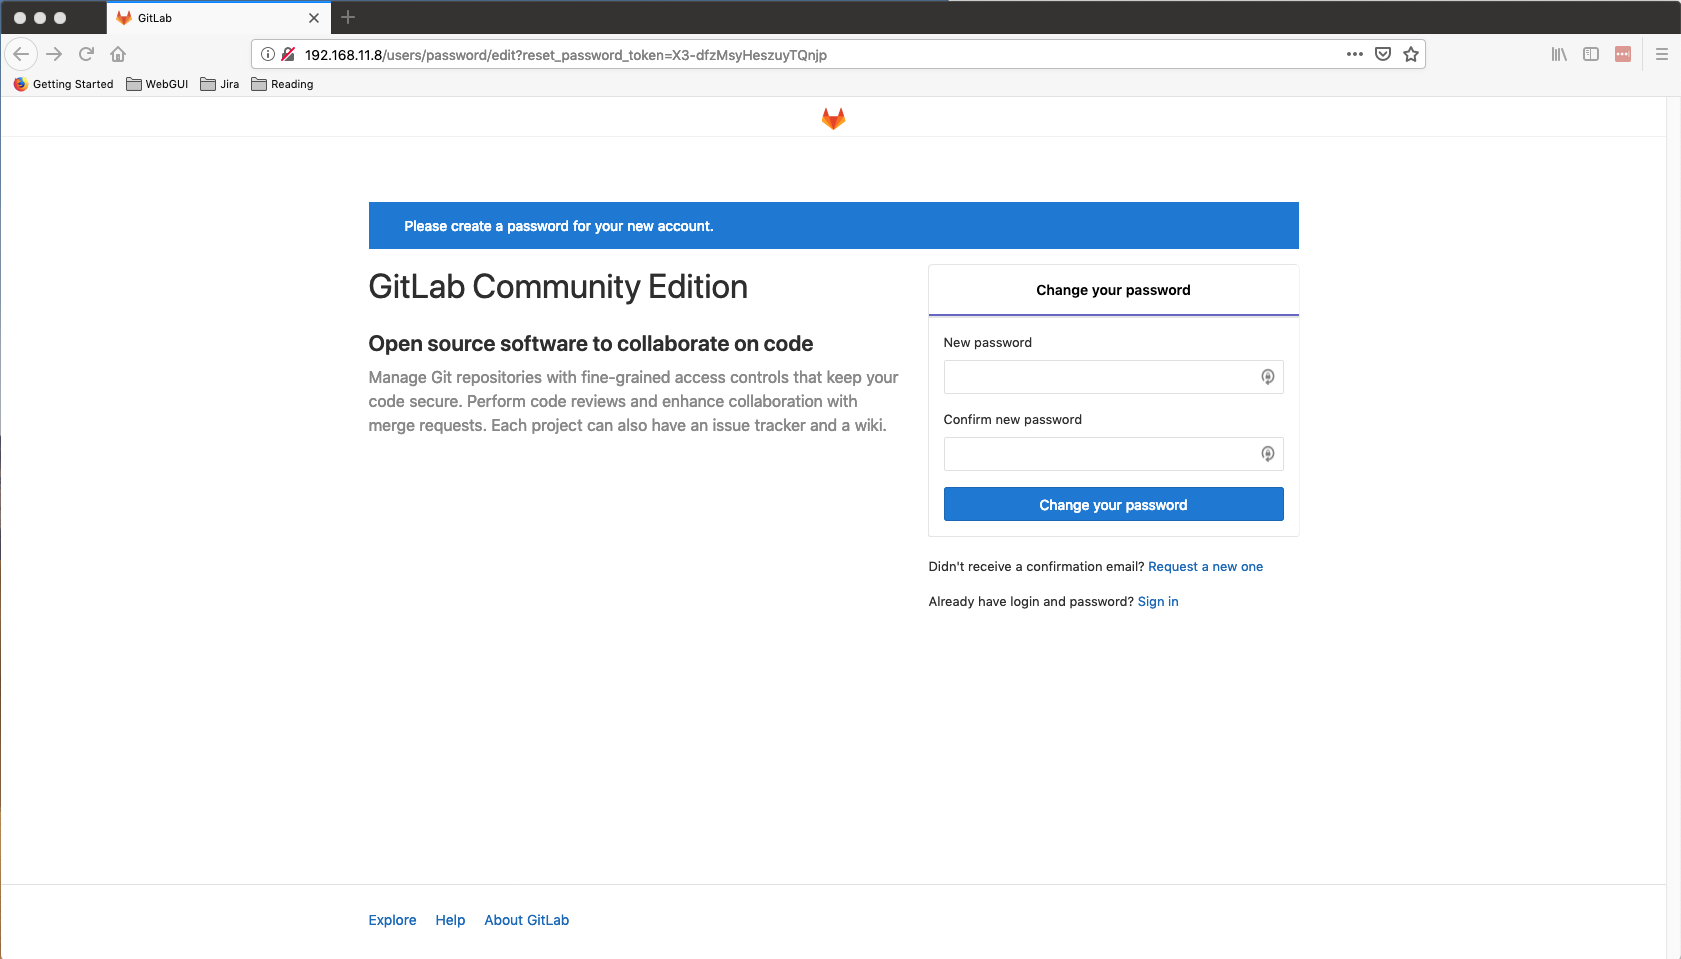 GitLab
192.168.11.8/users/password/edit?reset_password_token=X3-dfzMsyHeszuyTQnjp
Getting Started WebGUI Jira Reading
Please create a password for your new account.
GitLab Community Edition
Open source software to collaborate on code
Manage Git repositories with fine-grained access controls that keep your
code secure. Perform code reviews and enhance collaboration with
merge requests. Each project can also have an issue tracker and a wiki.
Change your password
New password
Confirm new password
Change your password
Didn't receive a confirmation email? Request a new one
Already have login and password? Sign in
Explore Help About GitLab